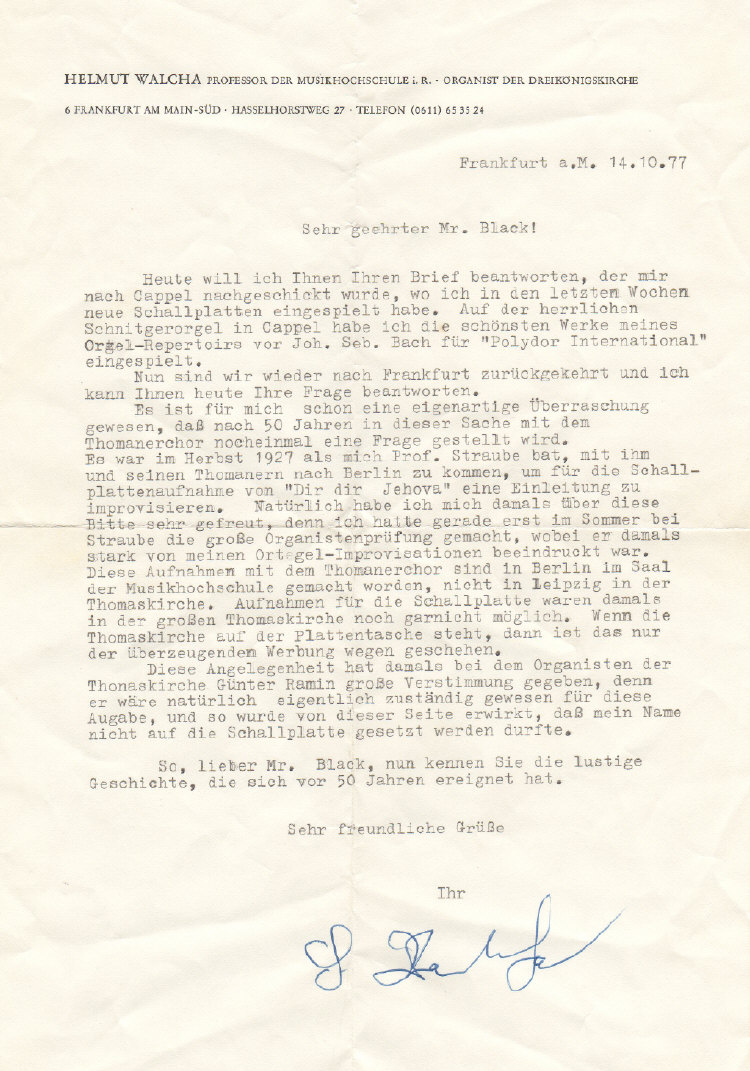 HELMUT WALCHA PROFESSOR DER MUSIKHOCHSCHULE i. R. · ORGANIST DER DREIKÖNIGSKIRCHE
6 FRANKFURT AM MAIN-SÜD · HASSELHORSTWEG 27 · TELEFON (0611) 65 35 24
Frankfurt a.M. 14.10.77
Sehr geehrter Mr. Black!
Heute will ich Ihnen Ihren Brief beantworten, der mir
nach Cappel nachgeschickt wurde, wo ich in den letztem Wochen
neue Schallplatten eingespielt habe. Auf der herrlichen
Schnitgerorgel in Cappel habe ich die schönsten Werke meines
Orgel-Repertoirs vor Joh. Seb. Bach für "Polydor International"
eingespielt.
Nun sind wir wieder nach Frankfurt zurückgekehrt und ich
kann Ihnen heute Ihre Frage beantworten.
Es ist für mich schon eine eigenartige Überraschung
gewesen, daß nach 50 Jahren in dieser Sache mit dem
Thomanerchor nocheinmal eine Frage gestellt wird.
Es war im Herbst 1927 als mich Prof. Straube bat, mit ihm
und seinen Thomanern nach Berlin zu kommen, um für die Schall-
plattenaufnahme von "Dir dir Jehova" eine Einleitung zu
improvisieren. Natürlich habe ich mich damals über diese
Bitte sehr gefreut, denn ich hatte gerade erst im Sommer bei
Straube die große Organistenprüfung gemacht, wobei er damals
stark von meinen Ortegel-Improvisationen beeindruckt war.
Diese Aufnahmen mit dem Thomanerchor sind in Berlin im Saal
der Musikhochschule gemacht worden, nicht in Leipzig in der
Thomaskirche. Aufnahmen für die Schallplatte waren damals
in der großen Thomaskirche noch garnicht möglich. Wenn die
Thomaskirche auf der Plattentasche steht, dann ist das nur
der überzeugenden Werbung wegen geschehen.
Diese Angelegenheit hat damals bei dem Organisten der
Thonaskirche Günter Ramin große Verstimmung gegeben, denn
er wäre natürlich eigentlich zuständig gewesen für diese
Augabe, und so wurde von dieser Seite erwirkt, daß mein Name
nicht auf die Schallplatte gesetzt werden durfte.
So, lieber Mr. Black, nun kennen Sie die lustige
Geschichte, die sich vor 50 Jahren ereignet hat.
Sehr freundliche Grüße
Ihr
H Walcha